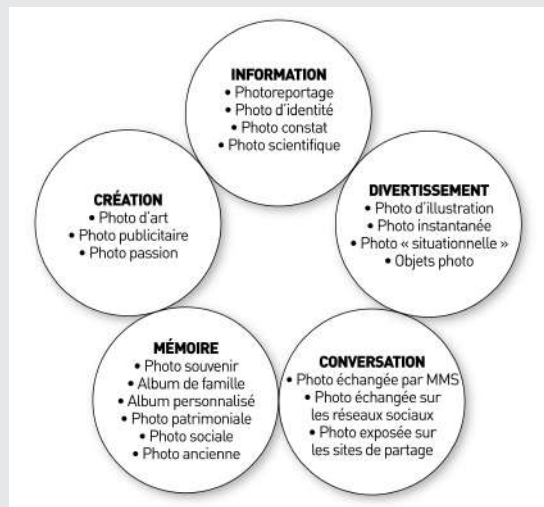 INFORMATION
• Photoreportage
• Photo d'identité
• Photo constat
• Photo scientifique
DIVERTISSEMENT
• Photo d'illustration
• Photo instantanée
• Photo « situationnelle »
• Objets photo
CONVERSATION
• Photo échangée par MMS
• Photo échangée sur
les réseaux sociaux
• Photo exposée sur
les sites de partage
MÉMOIRE
• Photo souvenir
• Album de famille
• Album personnalisé
• Photo patrimoniale
• Photo sociale
• Photo ancienne
CRÉATION
• Photo d'art
• Photo publicitaire
• Photo passion